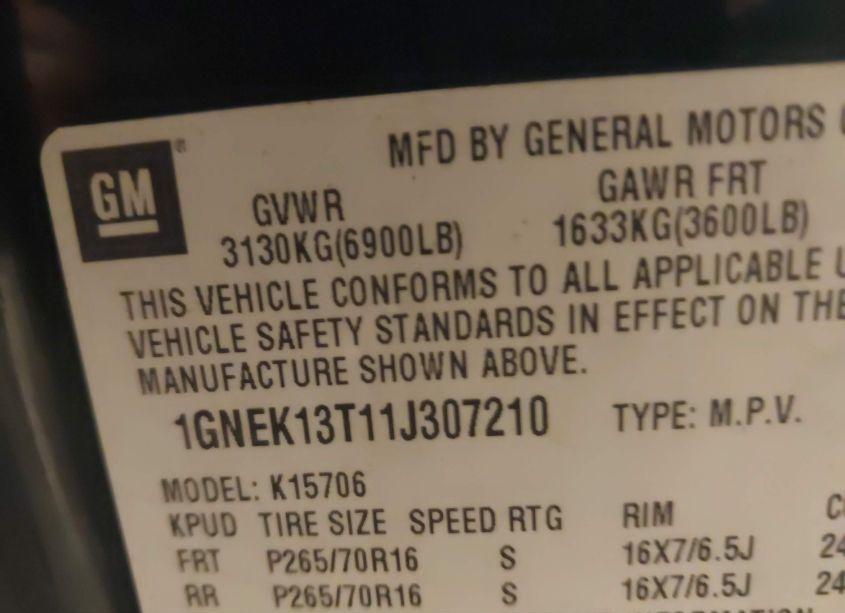 GM ®
MFD BY GENERAL MOTORS
GVWR GAWR FRT
3130KG(6900LB) 1633KG(3600LB)
THIS VEHICLE CONFORMS TO ALL APPLICABLE
VEHICLE SAFETY STANDARDS IN EFFECT ON THE
MANUFACTURE SHOWN ABOVE.
1GNEK13T11J307210 TYPE: M.P.V.
MODEL: K15706
KPUD TIRE SIZE SPEED RTG RIM
FRT P265/70R16 S 16X7/6.5J 24
RR P265/70R16 S 16X7/6.5J 24